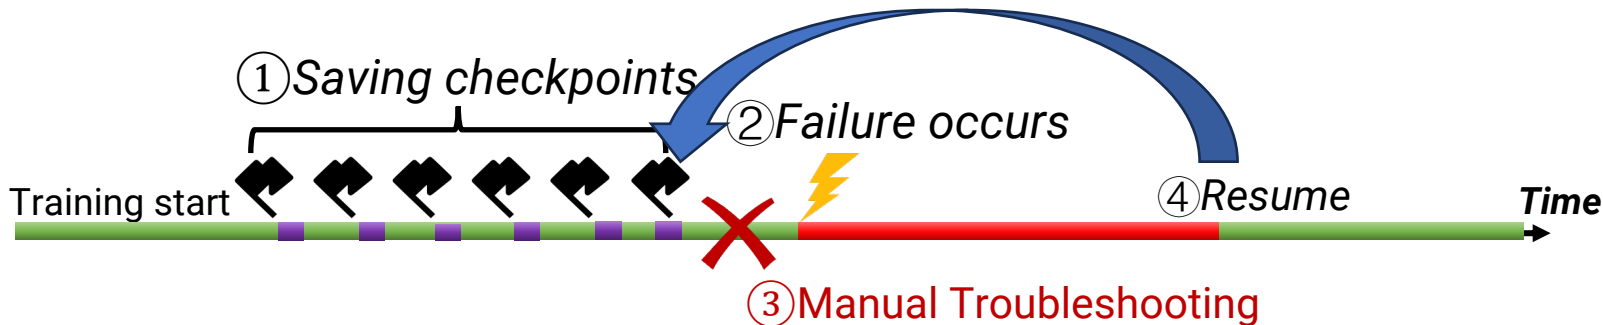 ①Saving checkpoints
②Failure occurs
Training start
④Resume
Time
③Manual Troubleshooting